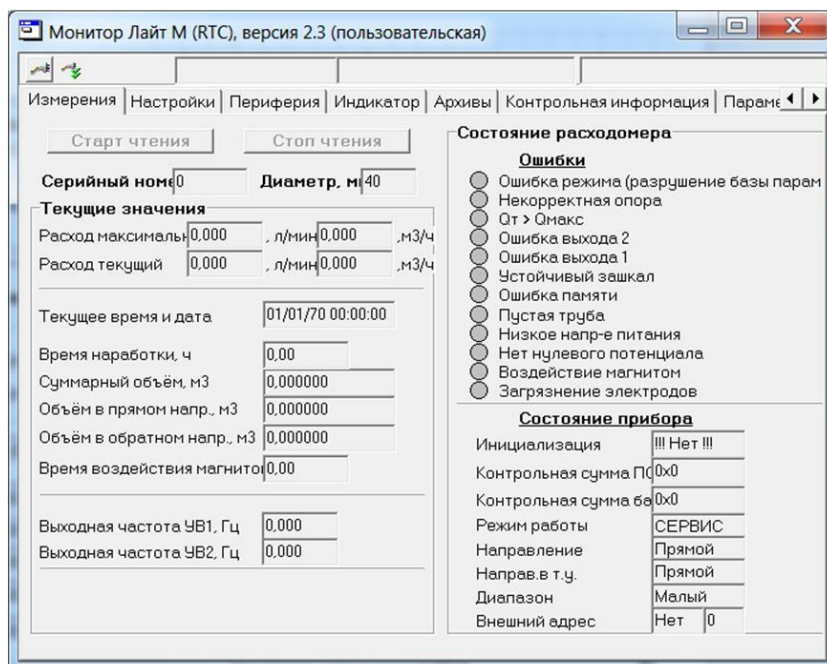 Монитор Лайт М (RTC), версия 2.3 (пользовательская)
Измерения Настройки Периферия Индикатор Архивы Контрольная информация Параме
Старт чтения Стоп чтения
Серийный номе 0 Диаметр, м 40
Текущие значения
Расход максималь 0,000 , л/мин 0,000 ,м3/ч
Расход текущий 0,000 , л/мин 0,000 ,м3/ч
Текущее время и дата 01/01/70 00:00:00
Время наработки, ч 0,00
Суммарный объём, м3 0,000000
Объём в прямом напр., м3 0,000000
Объём в обратном напр., м3 0,000000
Время воздействия магнито 0,00
Выходная частота УВ1, Гц 0,000
Выходная частота УВ2, Гц 0,000
Состояние расходомера
Ошибки
Ошибка режима (разрушение базы парам
Некорректная опора
Qт > Qмакс
Ошибка выхода 2
Ошибка выхода 1
Устойчивый зашкал
Ошибка памяти
Пустая труба
Низкое напр-е питания
Нет нулевого потенциала
Воздействие магнитом
Загрязнение электродов
Состояние прибора
Инициализация !!! Нет !!!
Контрольная сумма ПО 0x0
Контрольная сумма ба 0x0
Режим работы СЕРВИС
Направление Прямой
Направ.в т.у. Прямой
Диапазон Малый
Внешний адрес Нет 0